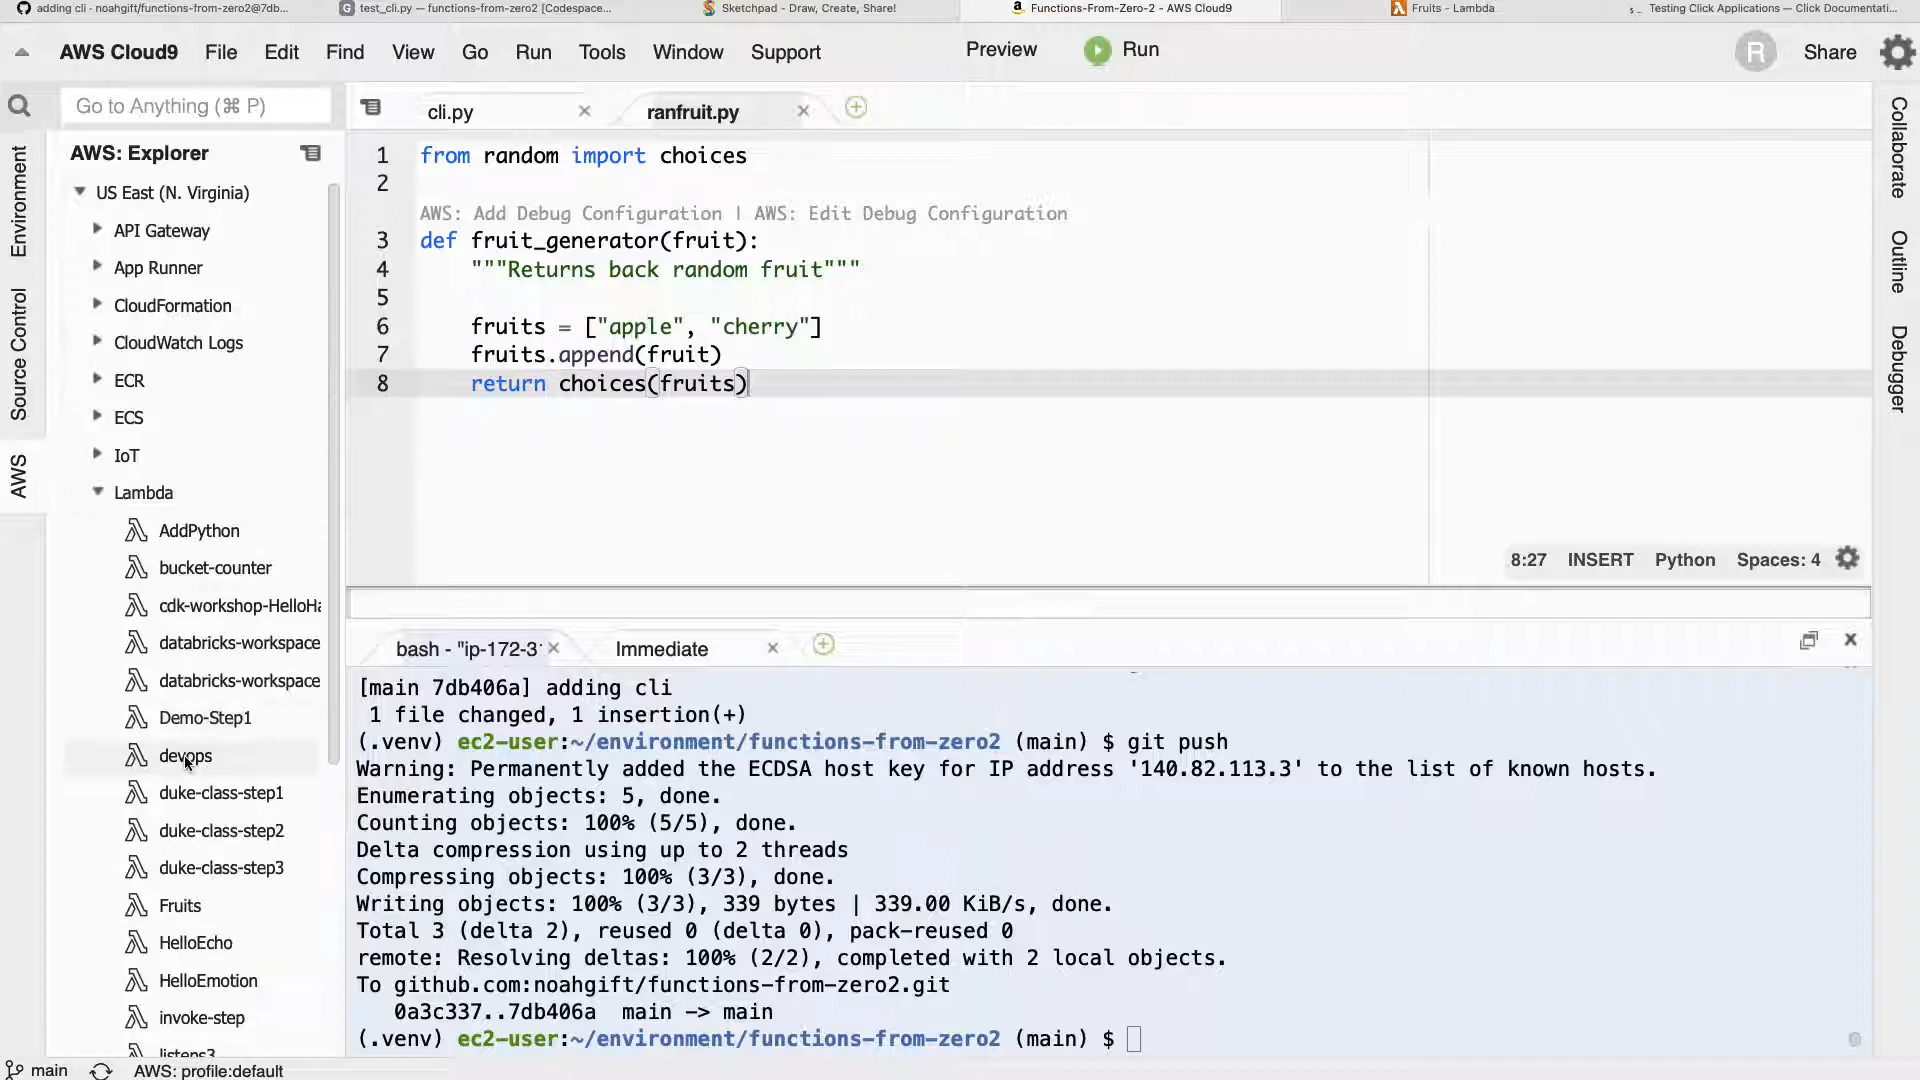 adding cli · noahgift/functions-from-zero2@7db...
test_cli.py — functions-from-zero2 [Codespace...
Sketchpad - Draw, Create, Share!
Functions-From-Zero-2 - AWS Cloud9
Fruits - Lambda
Testing Click Applications — Click Documentati...
AWS Cloud9 File Edit Find View Go Run Tools Window Support Preview Run R Share
Go to Anything (⌘ P)
cli.py
ranfruit.py
Environment
Source Control
AWS
AWS: Explorer
US East (N. Virginia)
API Gateway
App Runner
CloudFormation
CloudWatch Logs
ECR
ECS
IoT
Lambda
AddPython
bucket-counter
cdk-workshop-HelloHa
databricks-workspace
databricks-workspace
Demo-Step1
devops
duke-class-step1
duke-class-step2
duke-class-step3
Fruits
HelloEcho
HelloEmotion
invoke-step
listens3
1 from random import choices
2
AWS: Add Debug Configuration | AWS: Edit Debug Configuration
3 def fruit_generator(fruit):
4 """Returns back random fruit"""
5
6 fruits = ["apple", "cherry"]
7 fruits.append(fruit)
8 return choices(fruits)
8:27 INSERT Python Spaces: 4
Collaborate
Outline
Debugger
bash - "ip-172-3
Immediate
[main 7db406a] adding cli
1 file changed, 1 insertion(+)
(.venv) ec2-user:~/environment/functions-from-zero2 (main) $ git push
Warning: Permanently added the ECDSA host key for IP address '140.82.113.3' to the list of known hosts.
Enumerating objects: 5, done.
Counting objects: 100% (5/5), done.
Delta compression using up to 2 threads
Compressing objects: 100% (3/3), done.
Writing objects: 100% (3/3), 339 bytes | 339.00 KiB/s, done.
Total 3 (delta 2), reused 0 (delta 0), pack-reused 0
remote: Resolving deltas: 100% (2/2), completed with 2 local objects.
To github.com:noahgift/functions-from-zero2.git
0a3c337..7db406a main -> main
(.venv) ec2-user:~/environment/functions-from-zero2 (main) $
main AWS: profile:default